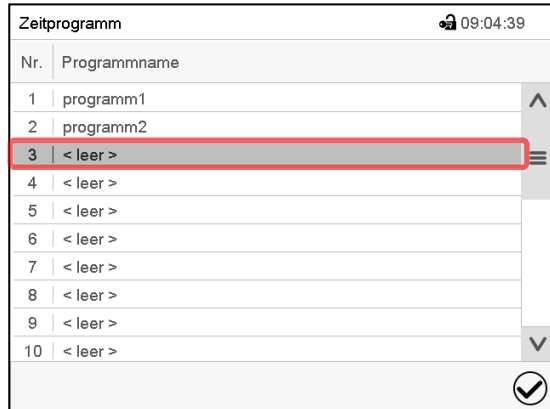 Zeitprogramm 09:04:39
Nr. Programmname
1 programm1
2 programm2
3 < leer >
4 < leer >
5 < leer >
6 < leer >
7 < leer >
8 < leer >
9 < leer >
10 < leer >